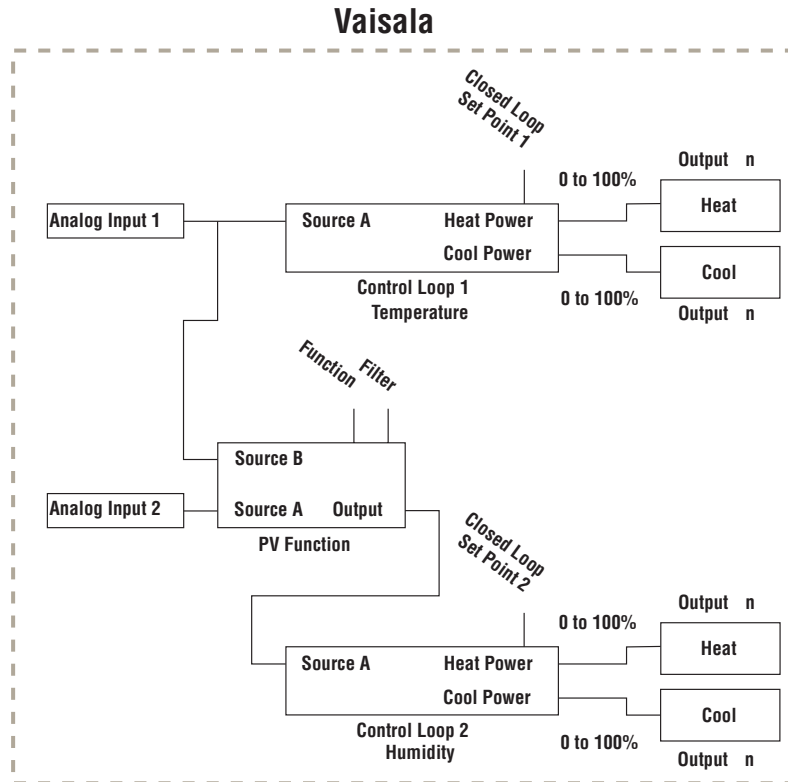 Vaisala
Closed Loop
Set Point 1
Output n
0 to 100%
Heat
Analog Input 1
Source A
Heat Power
Cool Power
Cool
Control Loop 1
Temperature
0 to 100%
Output n
Function
Filter
Source B
Analog Input 2
Source A
Output
PV Function
Closed Loop
Set Point 2
Output n
0 to 100%
Heat
Source A
Heat Power
Cool Power
Cool
Control Loop 2
Humidity
0 to 100%
Output n